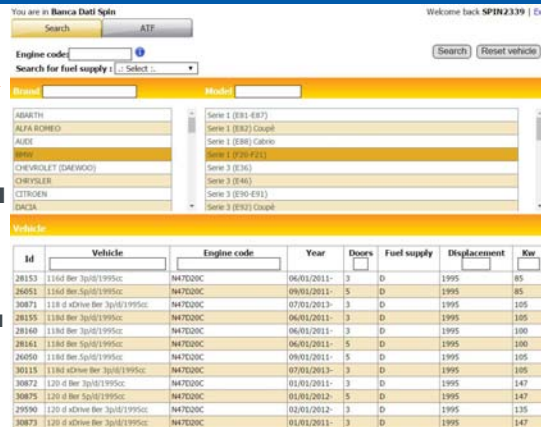 You are in Banca Dati Spin Welcome back SPIN2339 | Ex
Search ATF
Engine code:
Search Reset vehicle
Search for fuel supply : .: Select :.
Brand Model
ABARTH Serie 1 (E81-E87)
ALFA ROMEO Serie 1 (E82) Coupè
AUDI Serie 1 (E88) Cabrio
BMW Serie 1 (F20-F21)
CHEVROLET (DAEWOO) Serie 3 (E36)
CHRYSLER Serie 3 (E46)
CITROEN Serie 3 (E90-E91)
DACIA Serie 3 (E92) Coupè
Vehicle
Id Vehicle Engine code Year Doors Fuel supply Displacement Kw
28153 116d Ber 3p/d/1995cc N47D20C 06/01/2011- 3 D 1995 85
26051 116d Ber.5p/d/1995cc N47D20C 09/01/2011- 5 D 1995 85
30871 118 d xDrive Ber 3p/d/1995cc N47D20C 07/01/2013- 3 D 1995 105
28155 118d Ber 3p/d/1995cc N47D20C 06/01/2011- 3 D 1995 105
28160 118d Ber 3p/d/1995cc N47D20C 06/01/2011- 3 D 1995 100
28161 118d Ber 5p/d/1995cc N47D20C 06/01/2011- 5 D 1995 100
26050 118d Ber.5p/d/1995cc N47D20C 09/01/2011- 5 D 1995 105
30115 118d xDrive Ber 3p/d/1995cc N47D20C 07/01/2013- 3 D 1995 105
30872 120 d Ber 3p/d/1995cc N47D20C 01/01/2011- 3 D 1995 147
30875 120 d Ber 5p/d/1995cc N47D20C 01/01/2012- 5 D 1995 147
29590 120 d xDrive Ber 3p/d/1995cc N47D20C 02/01/2012- 3 D 1995 135
30873 120 d xDrive Ber 3p/d/1995cc N47D20C 01/01/2011- 3 D 1995 147